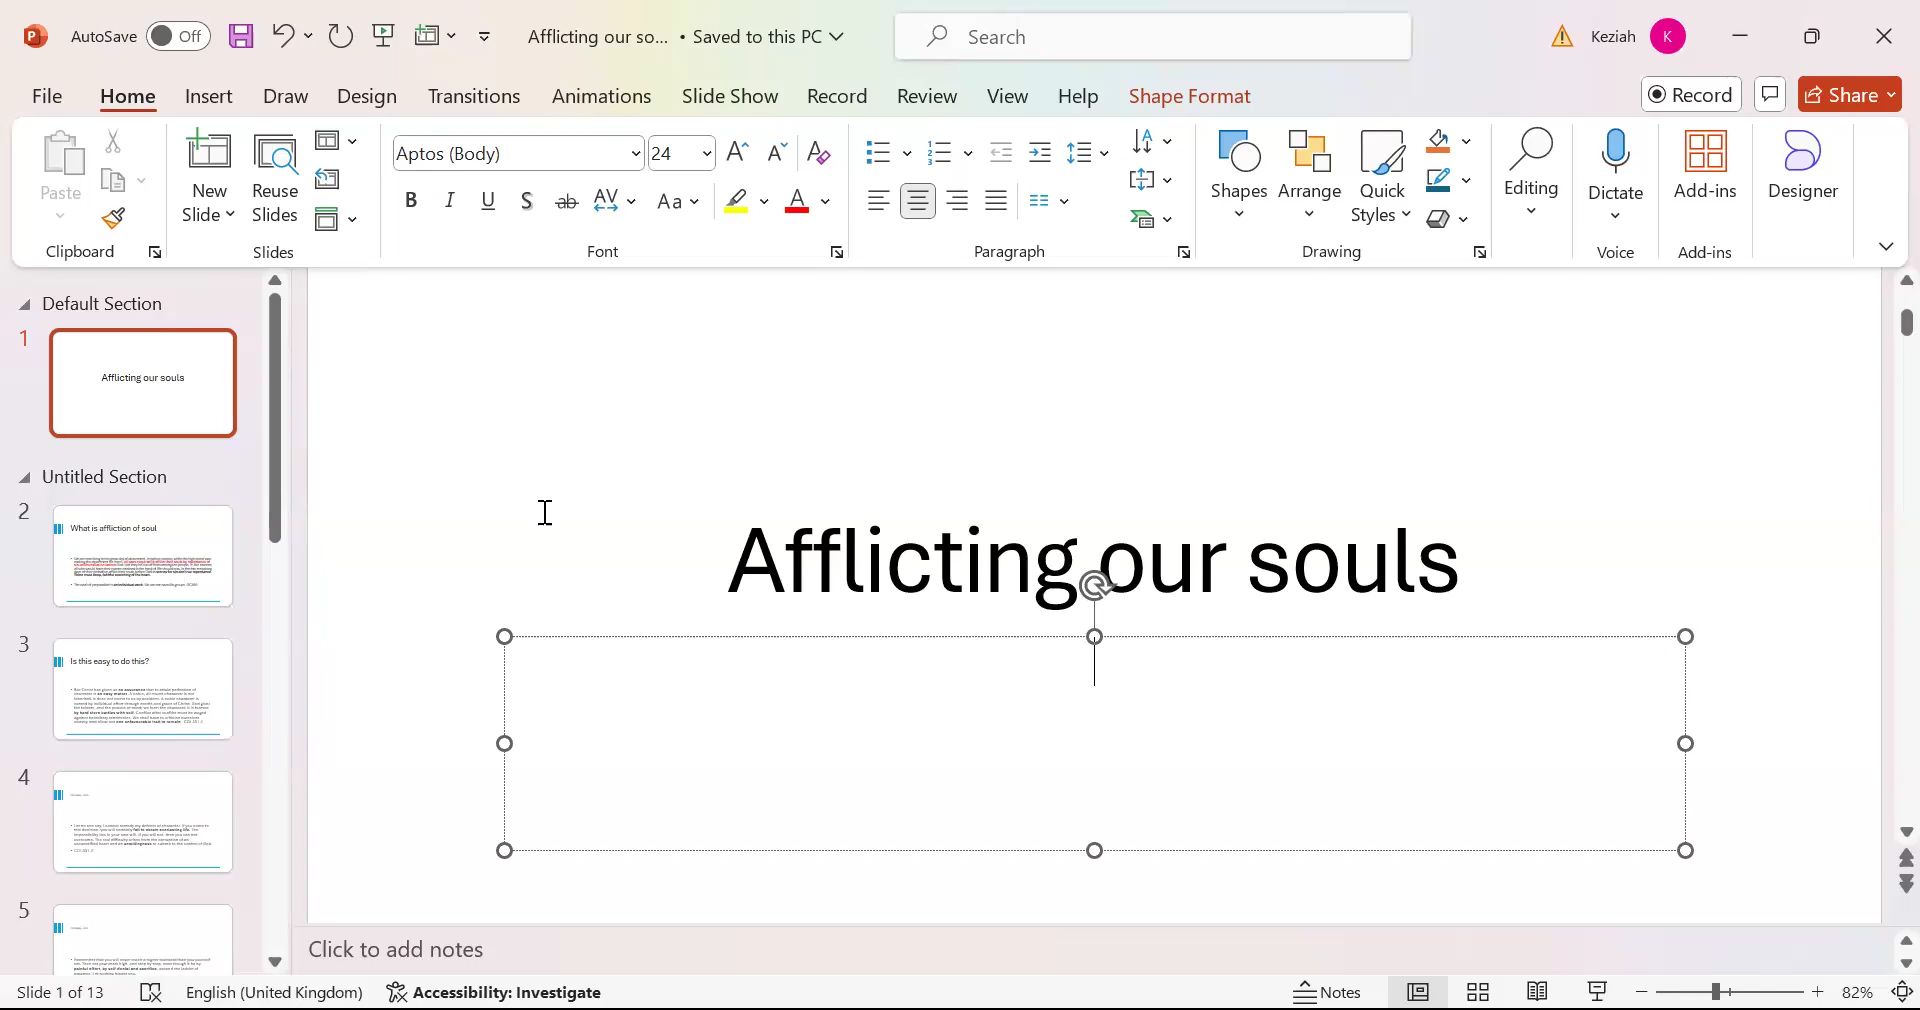 AutoSave Off Afflicting our so... • Saved to this PC Search Keziah K
File Home Insert Draw Design Transitions Animations Slide Show Record Review View Help Shape Format Record Share
Paste
Clipboard
New Slide
Reuse Slides
Slides
Aptos (Body) 24
B I U S ab AV Aa A
Font
Paragraph
Shapes Arrange Quick Styles
Drawing
Editing
Dictate
Voice
Add-ins
Add-ins
Designer
Default Section
1
Afflicting our souls
Untitled Section
2
What is affliction of soul
3
Is this easy to do this?
4
5
Afflicting our souls
Click to add notes
Slide 1 of 13 English (United Kingdom) Accessibility: Investigate Notes 82%